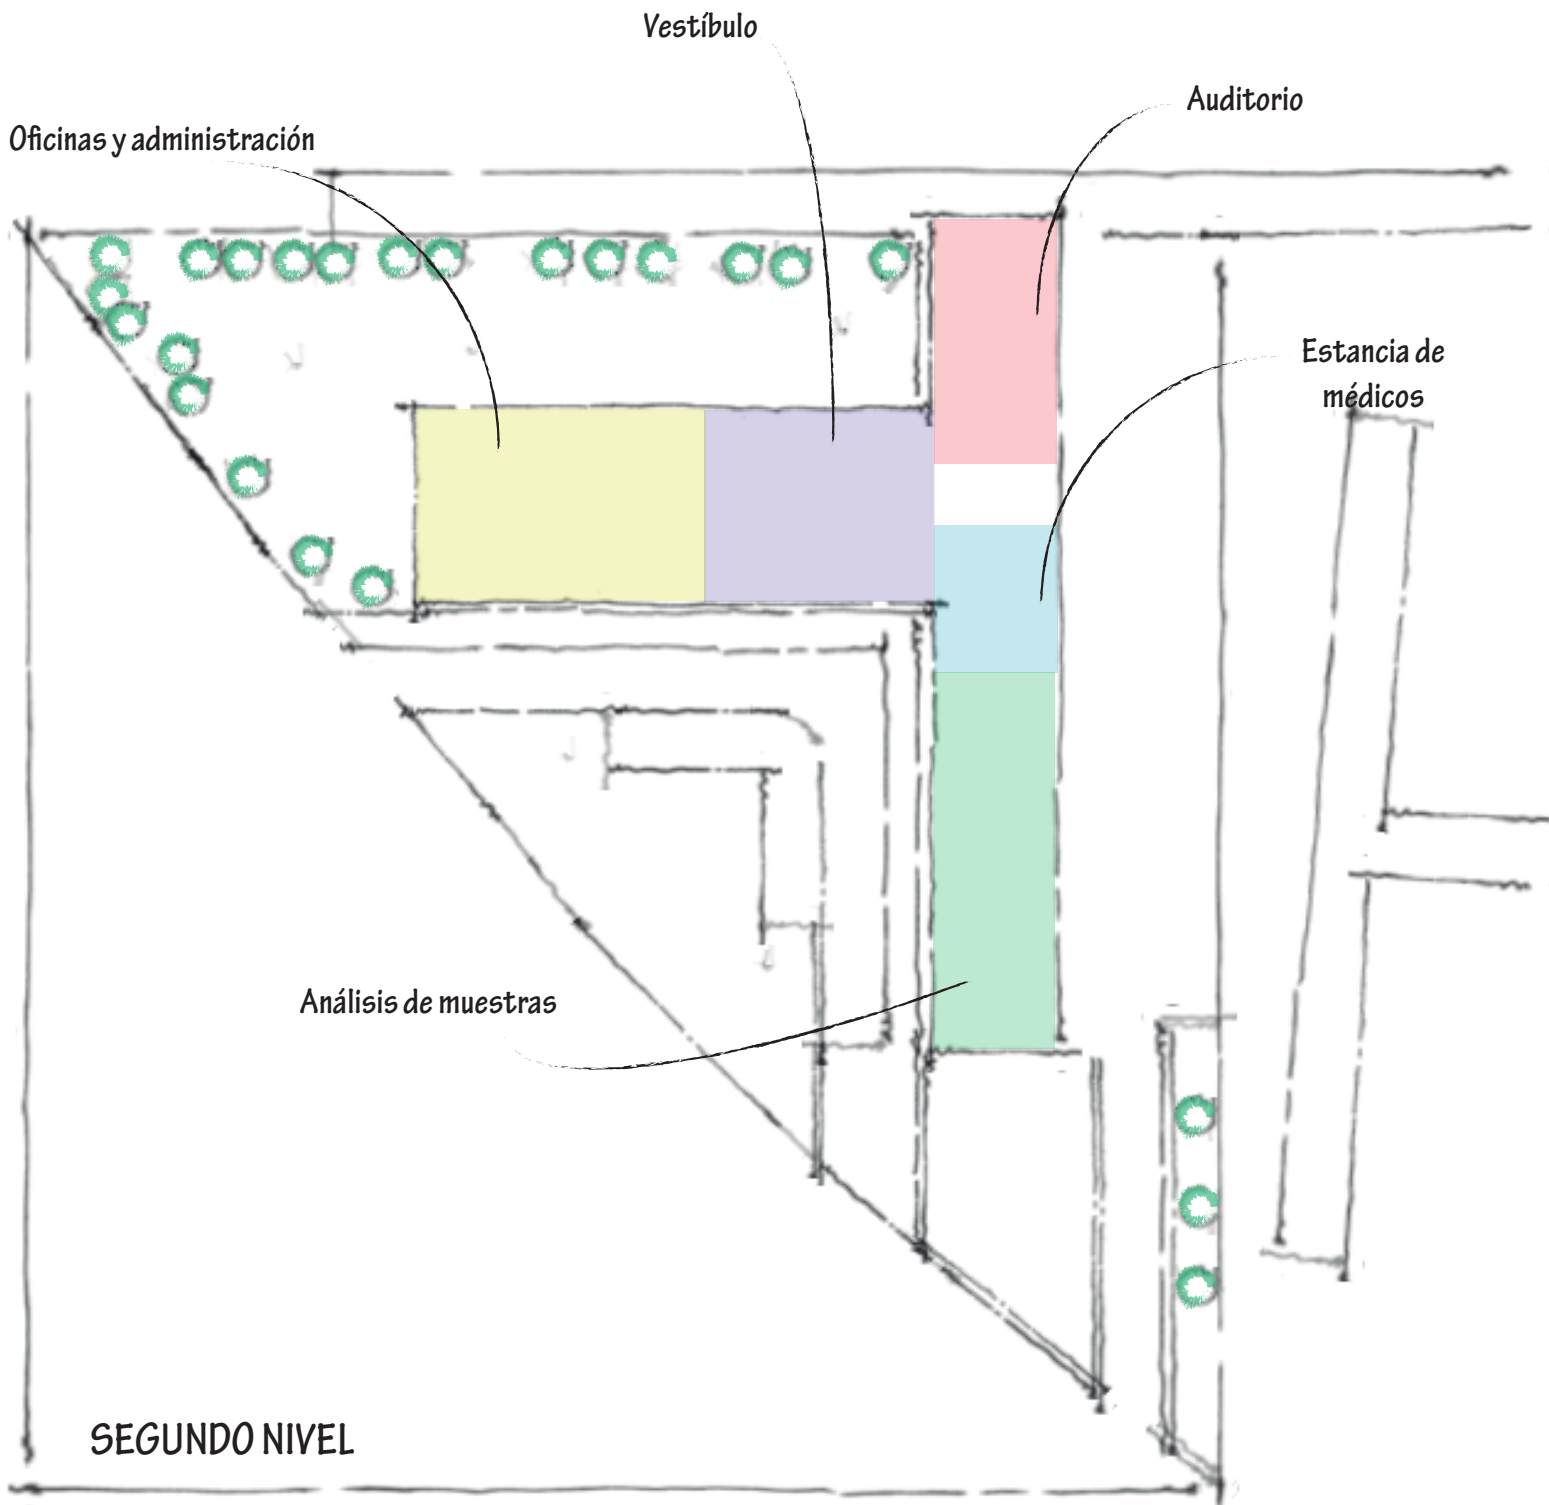 Vestíbulo
Auditorio
Oficinas y administración
Estancia de
médicos
Análisis de muestras
SEGUNDO NIVEL